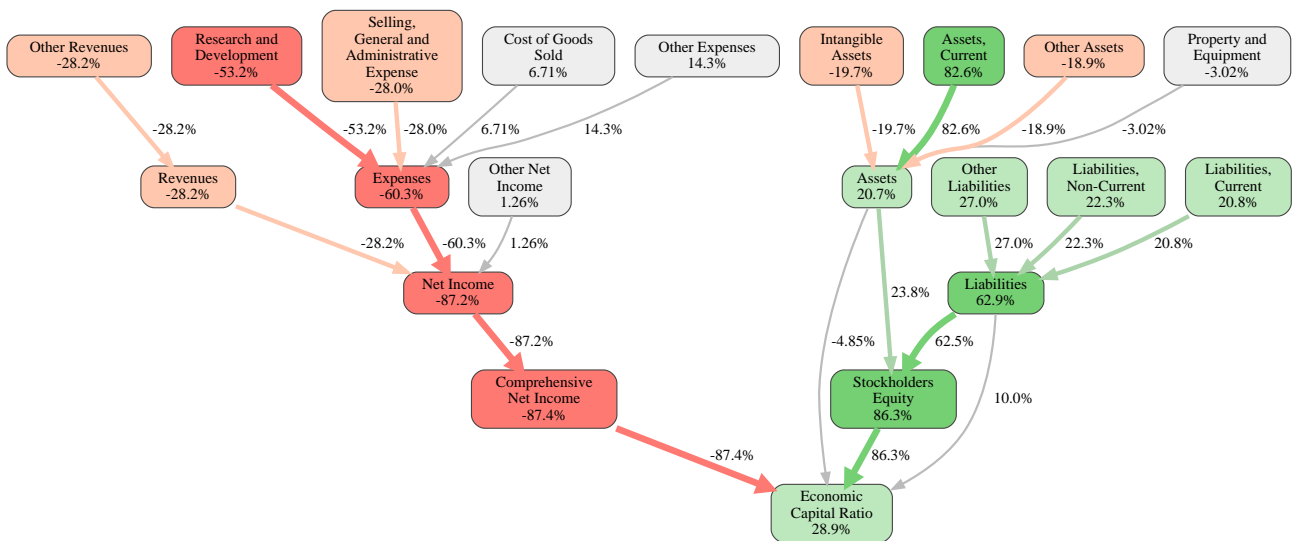 Other Revenues
-28.2%
Research and
Development
-53.2%
Selling,
General and
Administrative
Expense
-28.0%
Cost of Goods
Sold
6.71%
Other Expenses
14.3%
Intangible
Assets
-19.7%
Assets,
Current
82.6%
Other Assets
-18.9%
Property and
Equipment
-3.02%
-28.2%
-53.2%
-28.0%
6.71%
14.3%
-19.7%
82.6%
-18.9%
-3.02%
Revenues
-28.2%
Expenses
-60.3%
Other Net
Income
1.26%
Assets
20.7%
Other
Liabilities
27.0%
Liabilities,
Non-Current
22.3%
Liabilities,
Current
20.8%
-28.2%
-60.3%
1.26%
27.0%
22.3%
20.8%
Net Income
-87.2%
23.8%
Liabilities
62.9%
-87.2%
-4.85%
62.5%
Comprehensive
Net Income
-87.4%
Stockholders
Equity
86.3%
10.0%
-87.4%
86.3%
Economic
Capital Ratio
28.9%